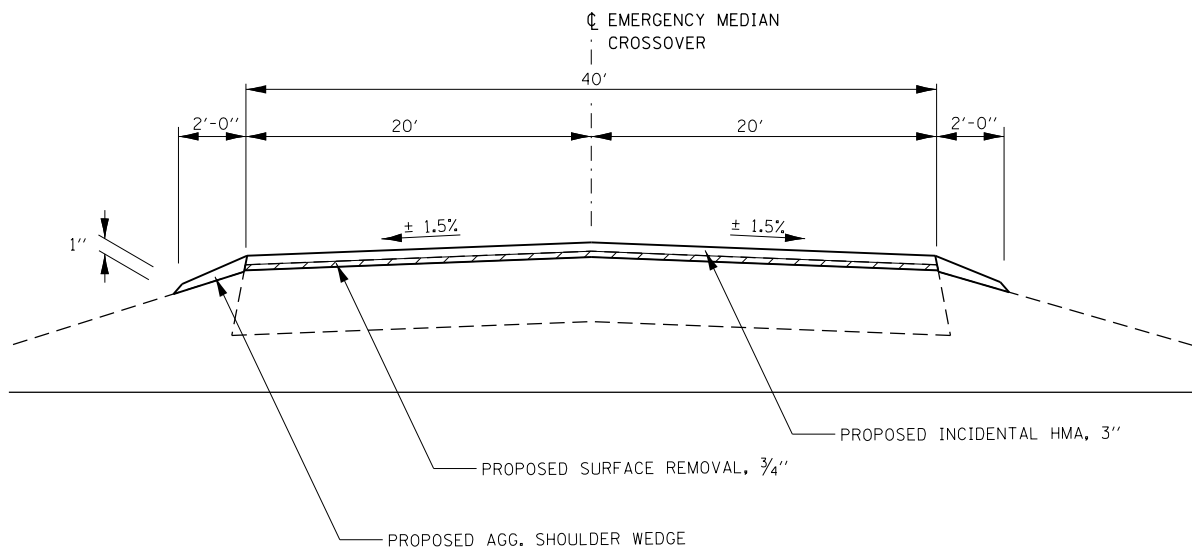 ℄ EMERGENCY MEDIAN
CROSSOVER
40'
2'-0"
20'
20'
2'-0"
± 1.5%
± 1.5%
1"
PROPOSED INCIDENTAL HMA, 3"
PROPOSED SURFACE REMOVAL, ¾"
PROPOSED AGG. SHOULDER WEDGE